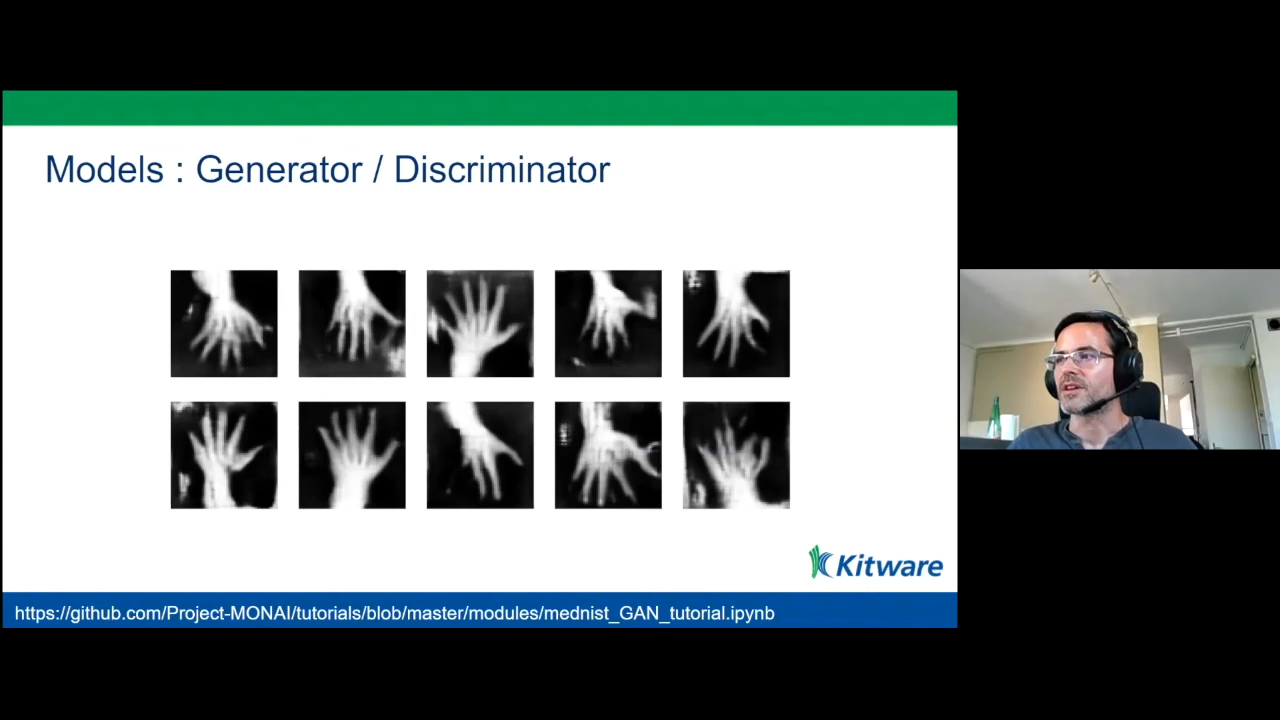 Models : Generator / Discriminator
Kitware
https://github.com/Project-MONAI/tutorials/blob/master/modules/mednist_GAN_tutorial.ipynb